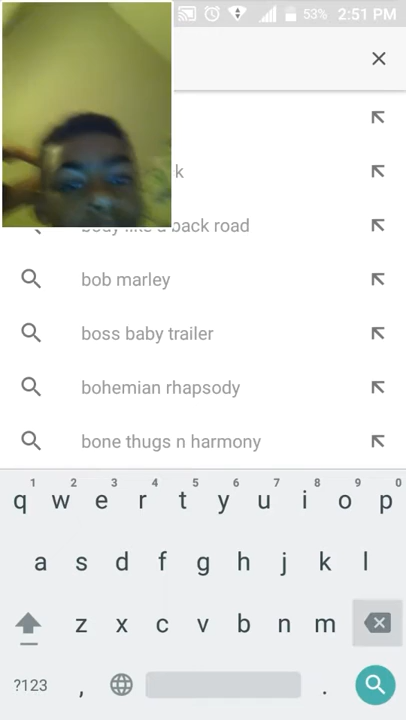 53% 2:51 PM
k
body like a back road
bob marley
boss baby trailer
bohemian rhapsody
bone thugs n harmony
1 2 3 4 5 6 7 8 9 0
q w e r t y u i o p
a s d f g h j k l
z x c v b n m
?123 , .